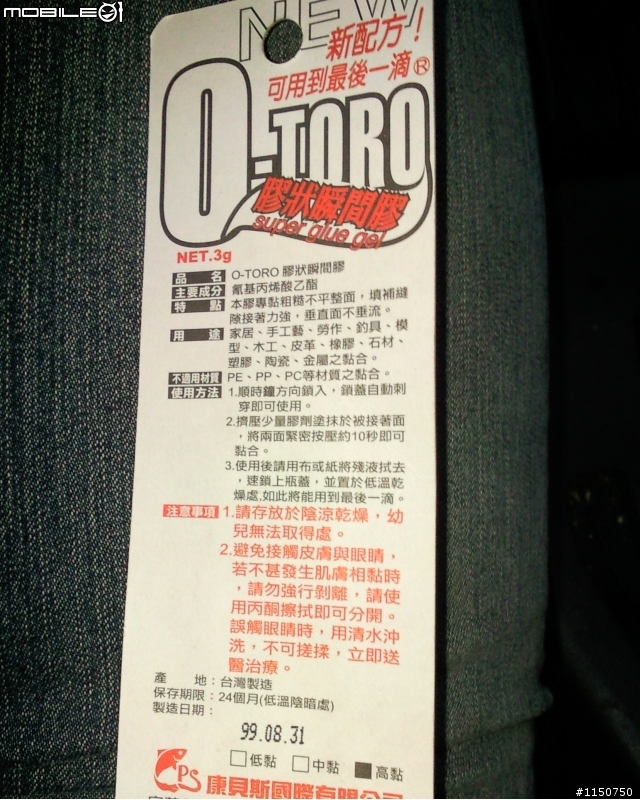 MOBILE01
NEW
新配方！
可用到最後一滴®
O-TORO
膠狀瞬間膠
super glue gel
NET.3g
品　名 O-TORO 膠狀瞬間膠
主要成分 氰基丙烯酸乙酯
特　點 本膠專黏粗糙不平整面，填補縫
隙接著力強，垂直面不垂流。
用　途 家居、手工藝、勞作、釣具、模
型、木工、皮革、橡膠、石材、
塑膠、陶瓷、金屬之黏合。
不適用材質 PE、PP、PC等材質之黏合。
使用方法 1.順時鐘方向鎖入，鎖蓋自動刺
穿即可使用。
2.擠壓少量膠劑塗抹於被接著面
，將兩面緊密按壓約10秒即可
黏合。
3.使用後請用布或紙將殘液拭去
，速鎖上瓶蓋，並置於低溫乾
燥處,如此將能用到最後一滴。
注意事項 1.請存放於陰涼乾燥，幼
兒無法取得處。
2.避免接觸皮膚與眼睛，
若不甚發生肌膚相黏時
，請勿強行剝離，請使
用丙酮擦拭即可分開。
誤觸眼睛時，用清水沖
洗，不可搓揉，立即送
醫治療。
產　地：台灣製造
保存期限：24個月(低溫陰暗處)
製造日期：
99.08.31
□低黏 □中黏 ■高黏
CPS 康貝斯國際有限公司
#1150750